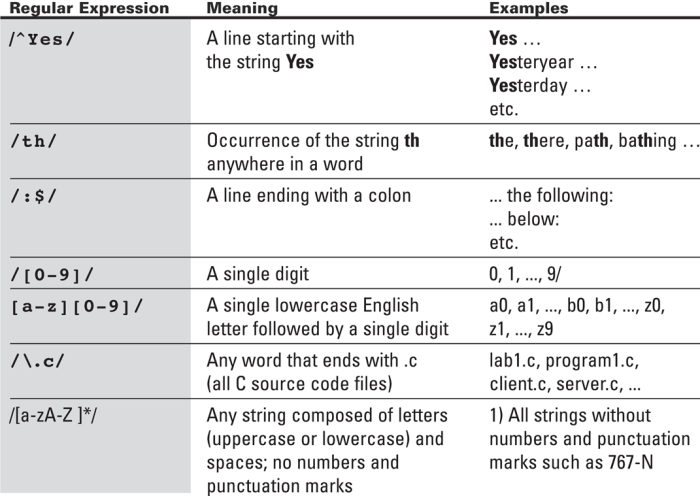 Regular Expression Meaning Examples
/^Yes/ A line starting with Yes …
the string Yes Yesteryear …
Yesterday …
etc.
/th/ Occurrence of the string th the, there, path, bathing …
anywhere in a word
/:$/ A line ending with a colon ... the following:
... below:
etc.
/[0-9]/ A single digit 0, 1, ..., 9/
[a-z][0-9]/ A single lowercase English a0, a1, ..., b0, b1, ..., z0,
letter followed by a single digit z1, ..., z9
/\.c/ Any word that ends with .c lab1.c, program1.c,
(all C source code files) client.c, server.c, ...
/[a-zA-Z ]*/ Any string composed of letters 1) All strings without
(uppercase or lowercase) and numbers and punctuation
spaces; no numbers and marks such as 767-N
punctuation marks